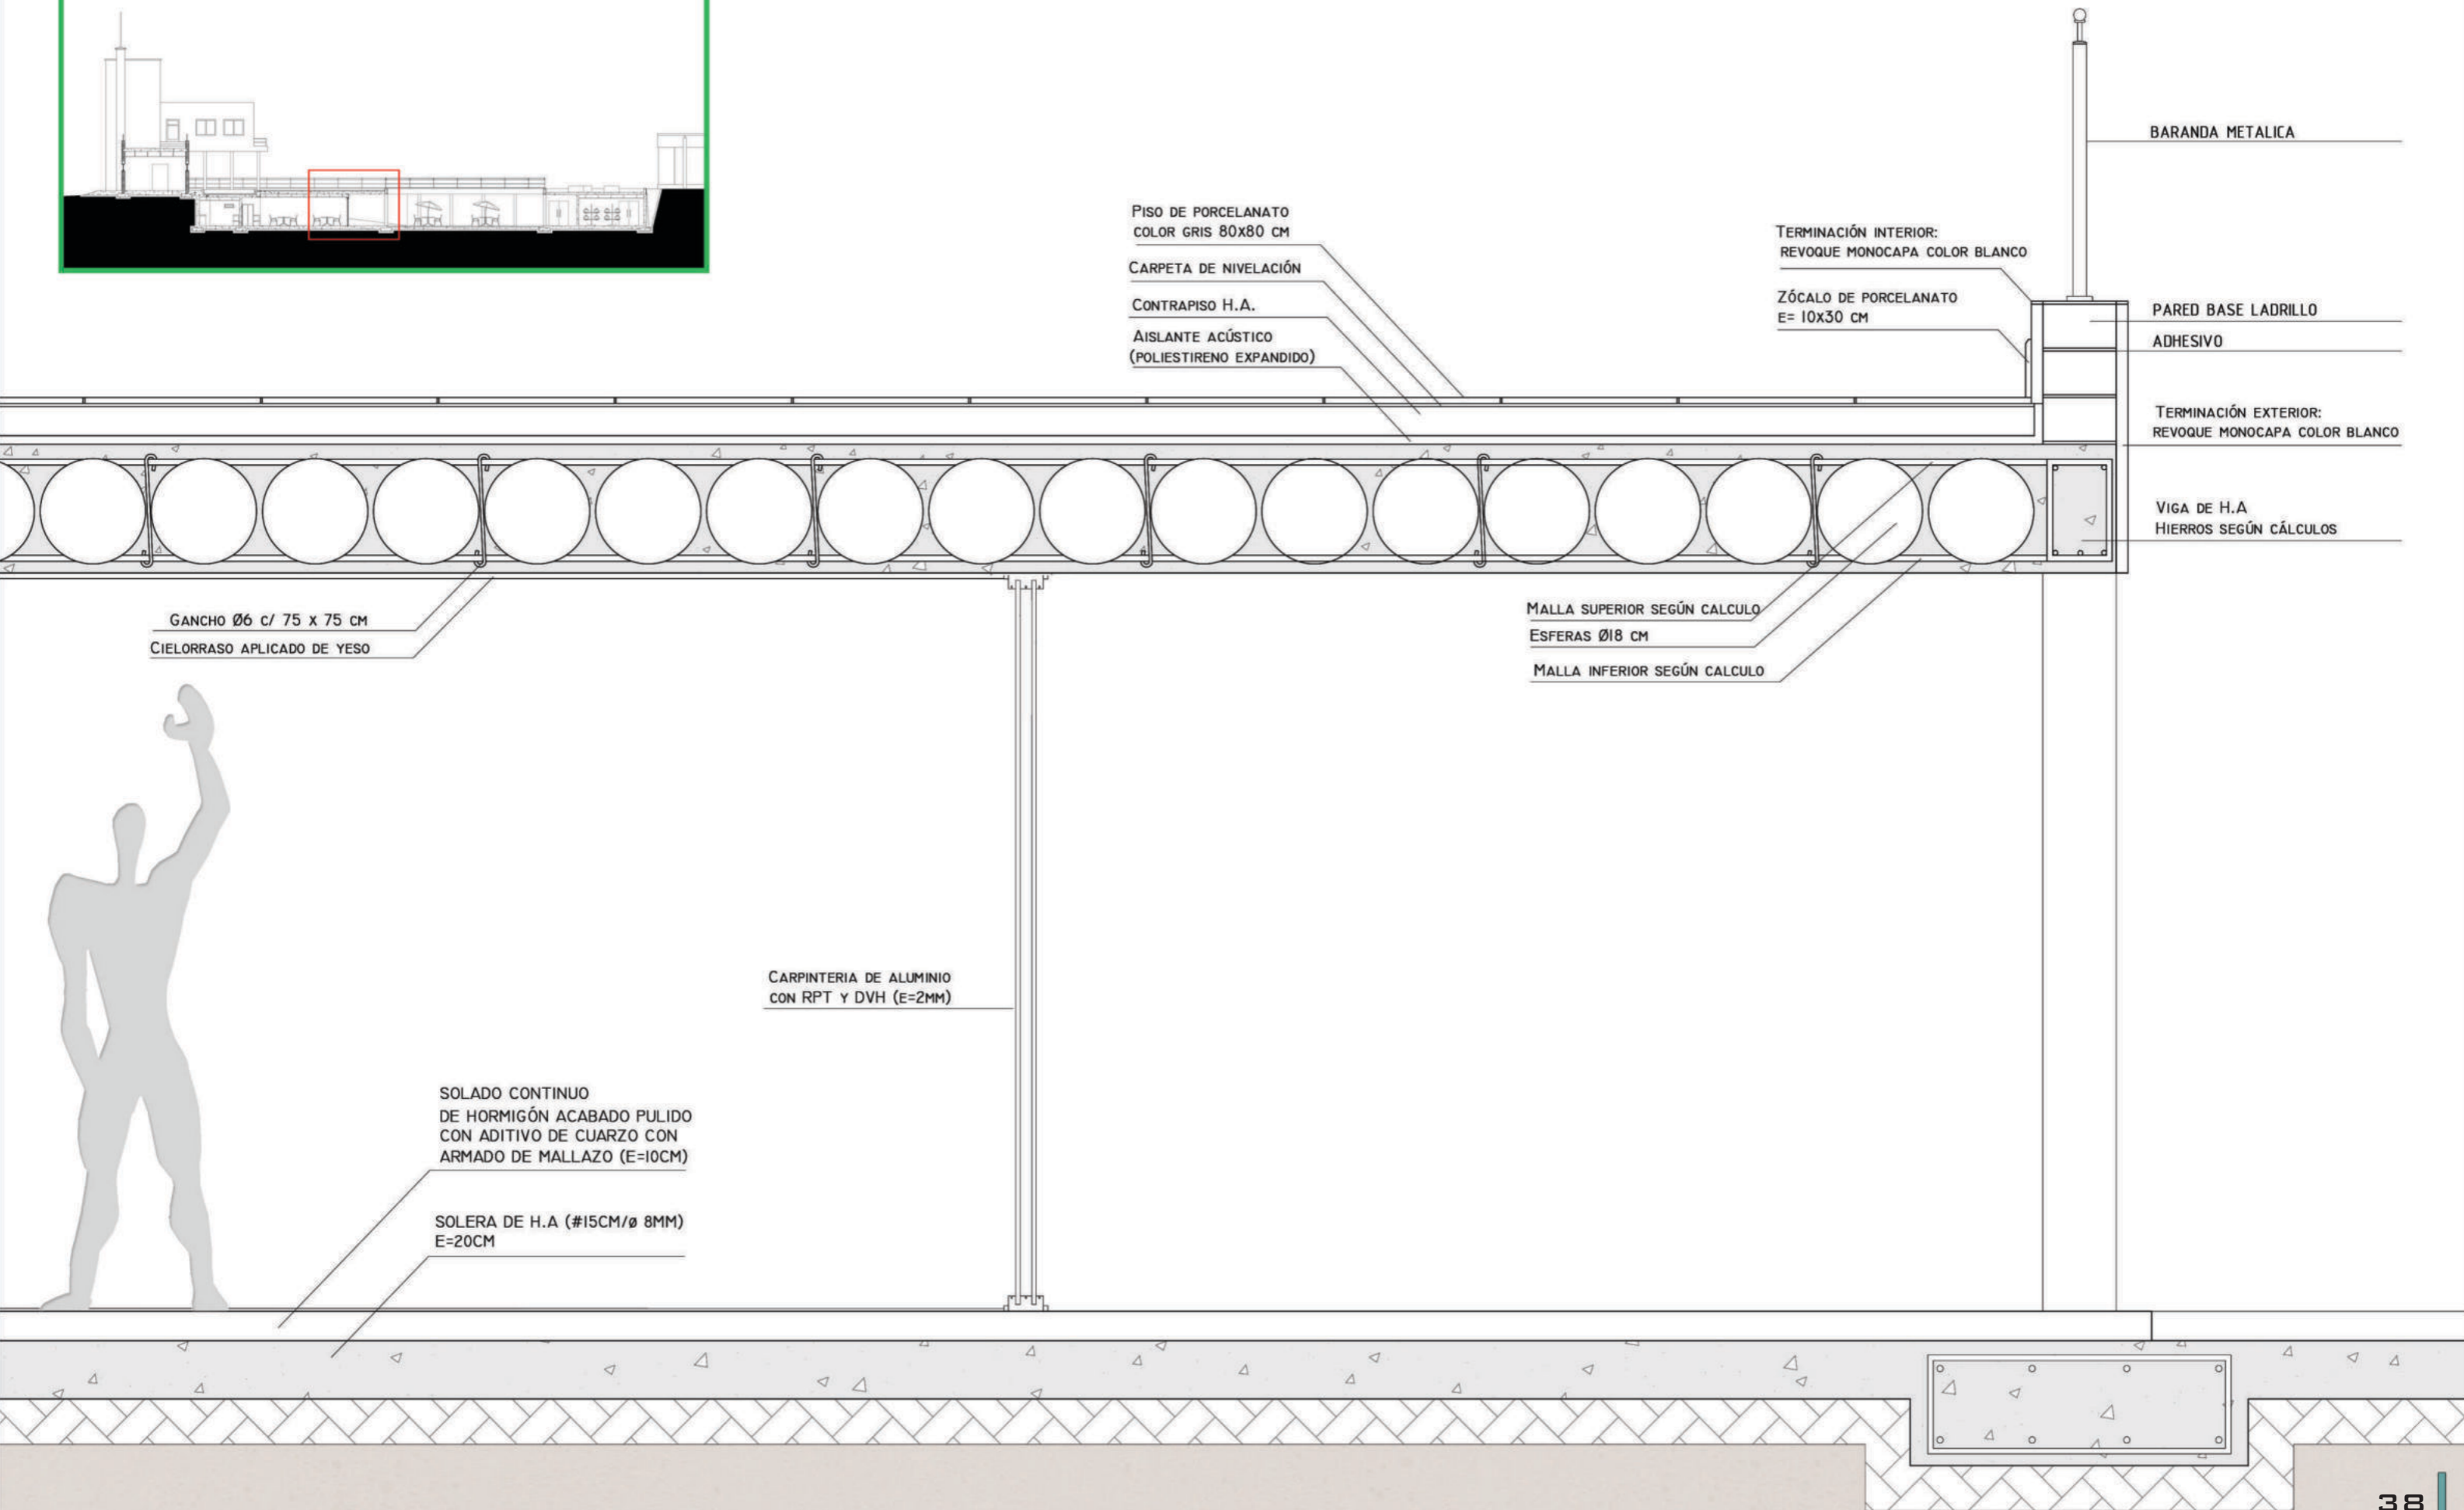 BARANDA METALICA
PISO DE PORCELANATO
COLOR GRIS 80X80 CM
CARPETA DE NIVELACIÓN
CONTRAPISO H.A.
AISLANTE ACÚSTICO
(POLIESTIRENO EXPANDIDO)
TERMINACIÓN INTERIOR:
REVOQUE MONOCAPA COLOR BLANCO
ZÓCALO DE PORCELANATO
E= 10X30 CM
PARED BASE LADRILLO
ADHESIVO
TERMINACIÓN EXTERIOR:
REVOQUE MONOCAPA COLOR BLANCO
VIGA DE H.A
HIERROS SEGÚN CÁLCULOS
GANCHO Ø6 C/ 75 X 75 CM
CIELORRASO APLICADO DE YESO
MALLA SUPERIOR SEGÚN CALCULO
ESFERAS Ø18 CM
MALLA INFERIOR SEGÚN CALCULO
CARPINTERIA DE ALUMINIO
CON RPT Y DVH (E=2MM)
SOLADO CONTINUO
DE HORMIGÓN ACABADO PULIDO
CON ADITIVO DE CUARZO CON
ARMADO DE MALLAZO (E=10CM)
SOLERA DE H.A (#15CM/ø 8MM)
E=20CM
38